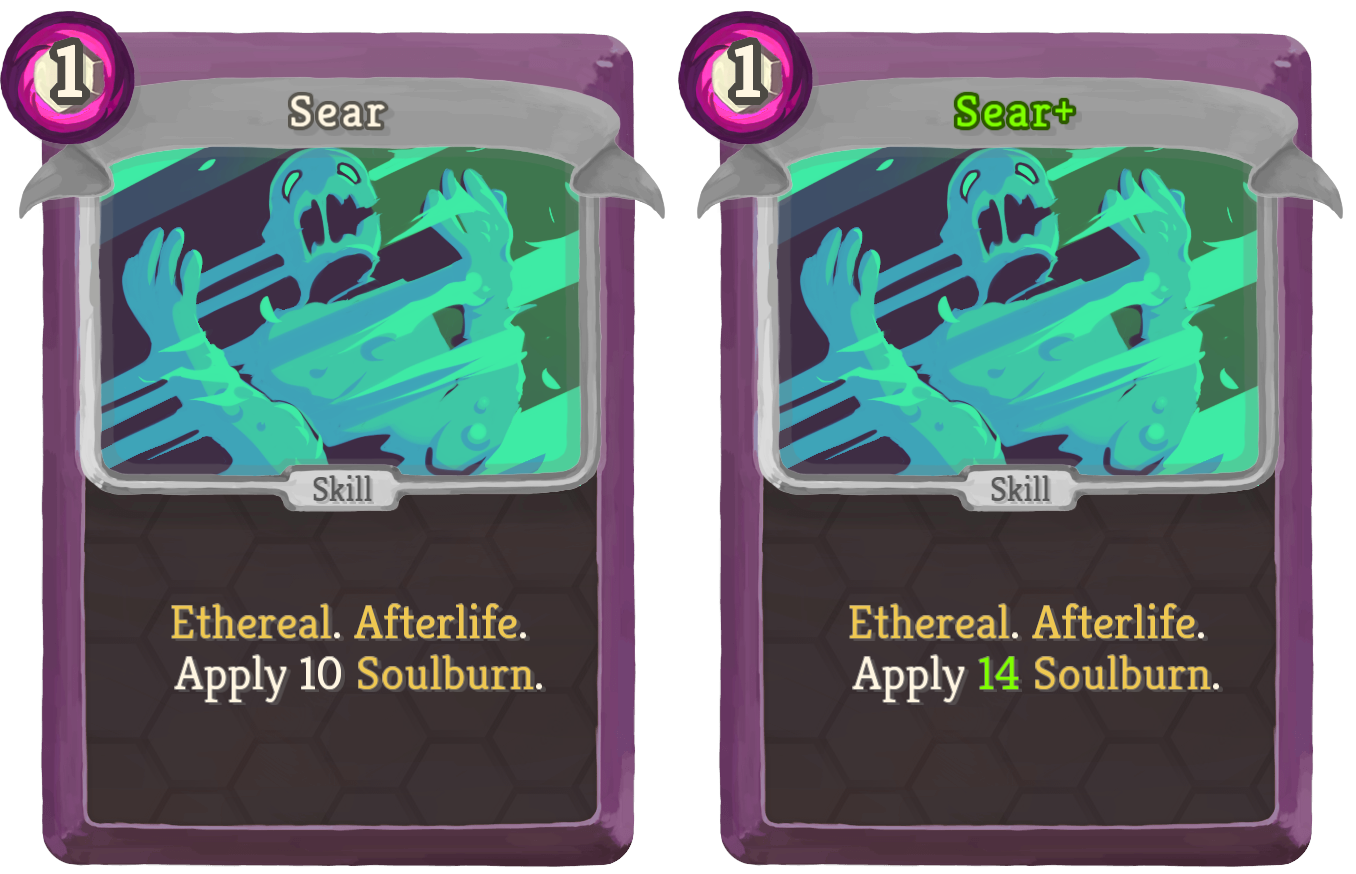 1
Sear
Skill
Ethereal. Afterlife.
Apply 10 Soulburn.
1
Sear+
Skill
Ethereal. Afterlife.
Apply 14 Soulburn.